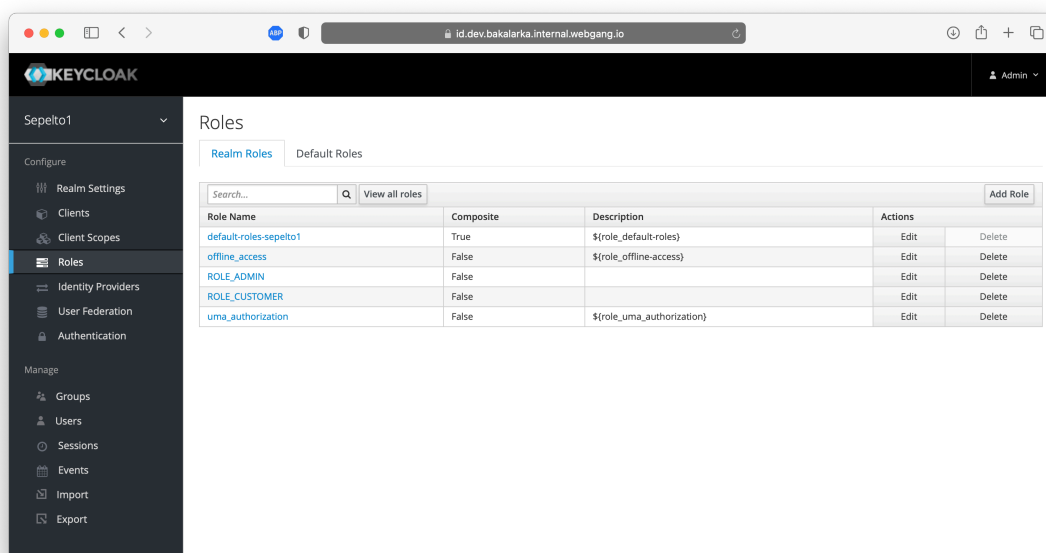 ABP
id.dev.bakalarka.internal.webgang.io
KEYCLOAK
Admin
Sepelto1
Configure
Realm Settings
Clients
Client Scopes
Roles
Identity Providers
User Federation
Authentication
Manage
Groups
Users
Sessions
Events
Import
Export
Roles
Realm Roles Default Roles
Search... View all roles Add Role
Role Name Composite Description Actions
default-roles-sepelto1 True ${role_default-roles} Edit Delete
offline_access False ${role_offline-access} Edit Delete
ROLE_ADMIN False Edit Delete
ROLE_CUSTOMER False Edit Delete
uma_authorization False ${role_uma_authorization} Edit Delete